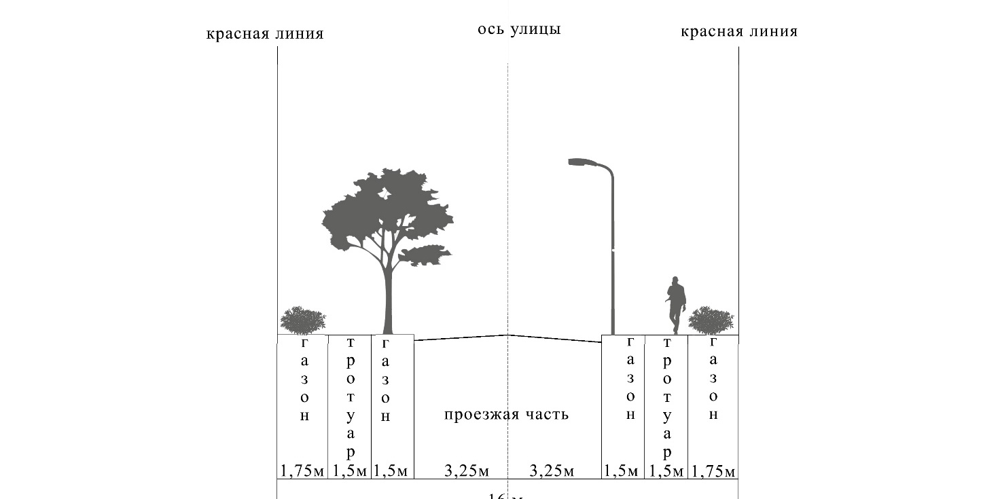 красная линия
ось улицы
красная линия
газон
тротуар
газон
проезжая часть
газон
тротуар
газон
1,75м
1,5м
1,5м
3,25м
3,25м
1,5м
1,5м
1,75м
16 м